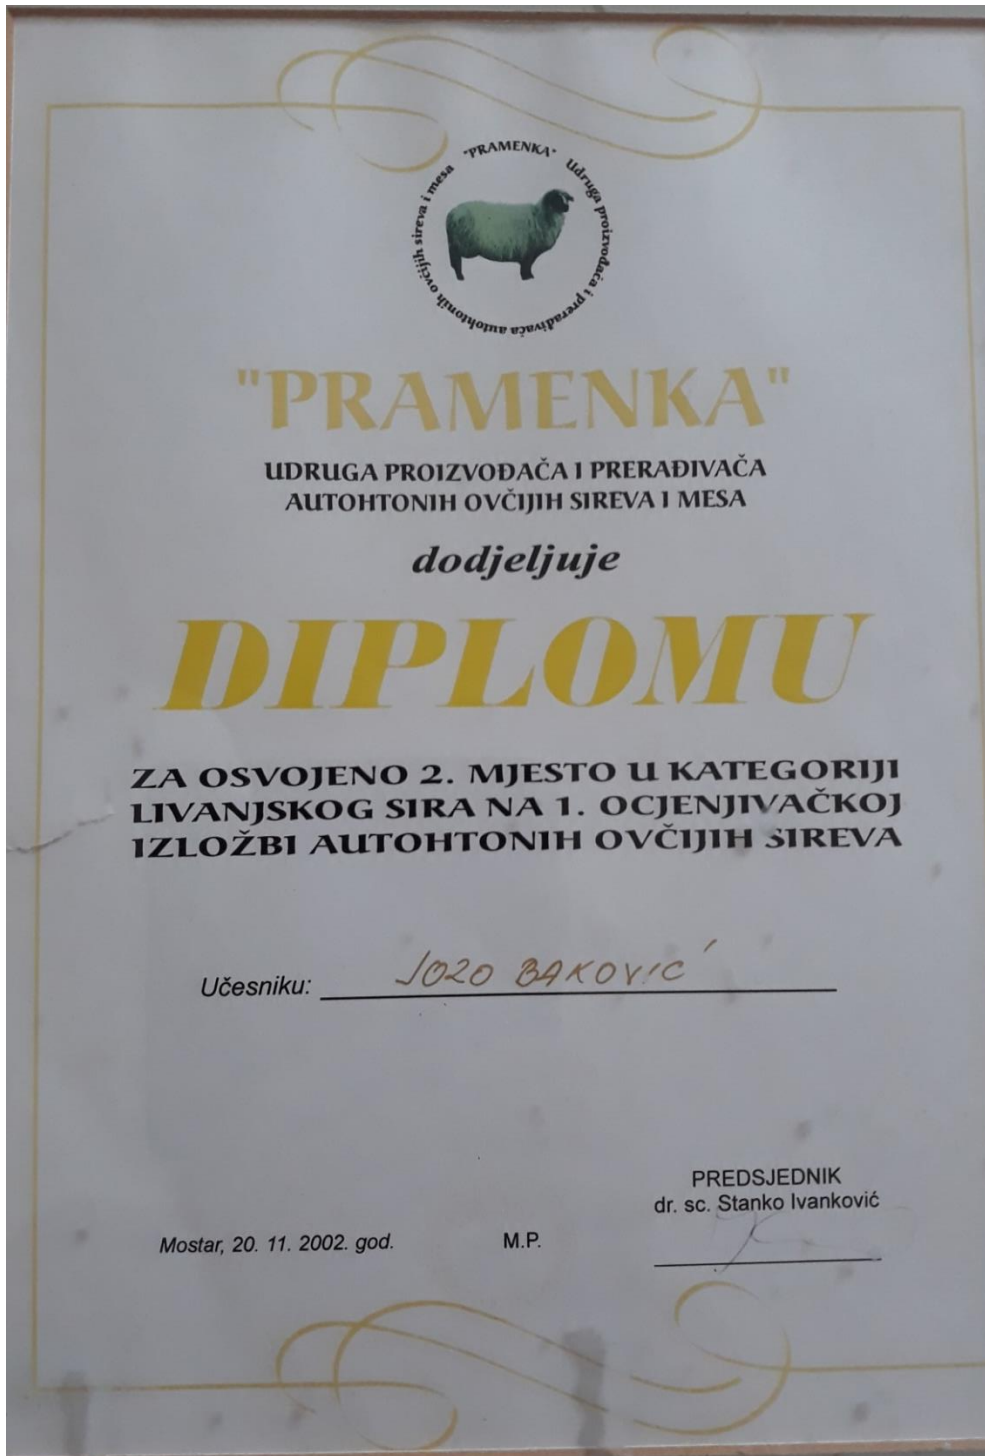 "PRAMENKA" Udruga proizvođača i prerađivača autohtonih ovčijih sireva i mesa
"PRAMENKA"
UDRUGA PROIZVOĐAČA I PRERAĐIVAČA
AUTOHTONIH OVČIJIH SIREVA I MESA
dodjeljuje
DIPLOMU
ZA OSVOJENO 2. MJESTO U KATEGORIJI
LIVANJSKOG SIRA NA 1. OCJENJIVAČKOJ
IZLOŽBI AUTOHTONIH OVČIJIH SIREVA
Učesniku: JOZO BAKOVIĆ
PREDSJEDNIK
dr. sc. Stanko Ivanković
Mostar, 20. 11. 2002. god. M.P.